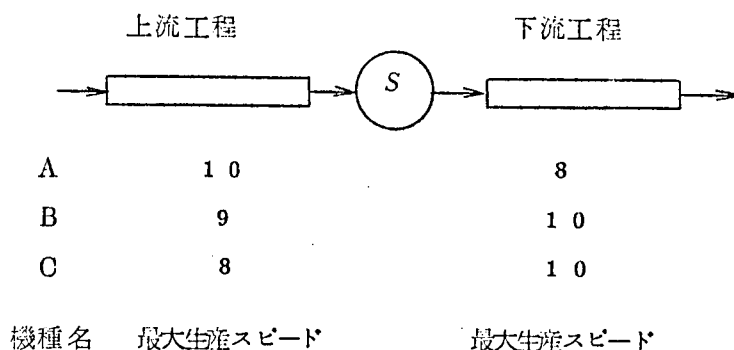 上流工程 下流工程
S
A 10 8
B 9 10
C 8 10
機種名 最大生産スピード 最大生産スピード